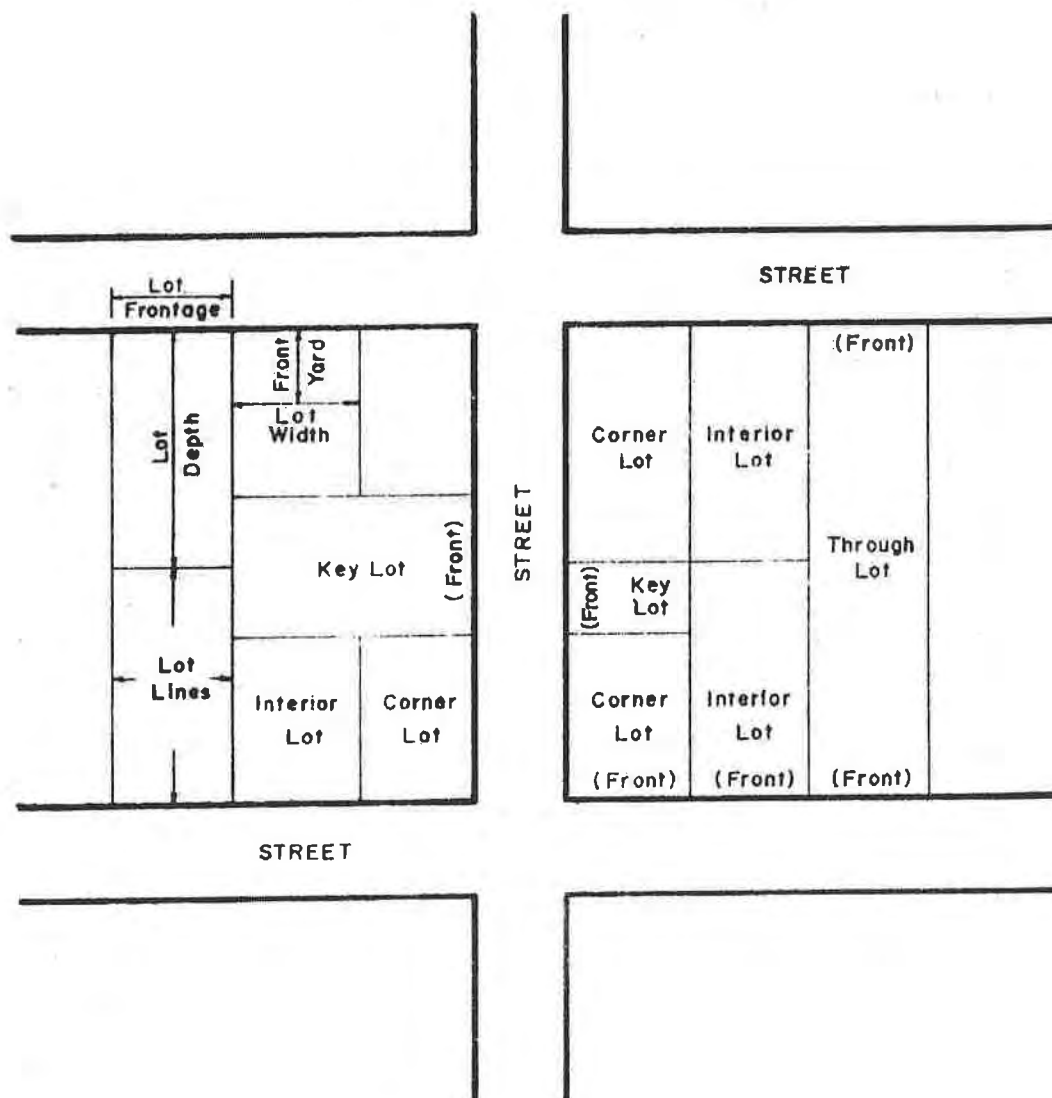 STREET
Lot
Frontage
Front
Yard
(Front)
Lot
Width
Lot
Depth
Corner
Lot
Interior
Lot
STREET
Key Lot
(Front)
Through
Lot
(Front)
Key
Lot
Lot
Lines
Interior
Lot
Corner
Lot
Corner
Lot
(Front)
Interior
Lot
(Front)
(Front)
STREET